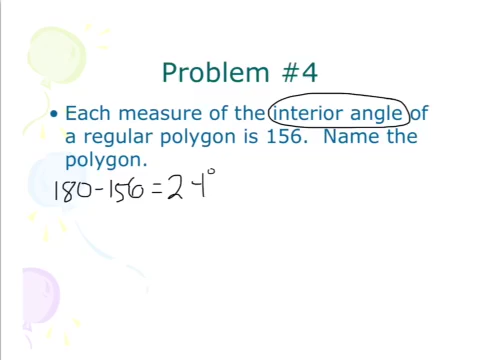 Problem #4
• Each measure of the interior angle of
a regular polygon is 156. Name the
polygon.
180-156=24°